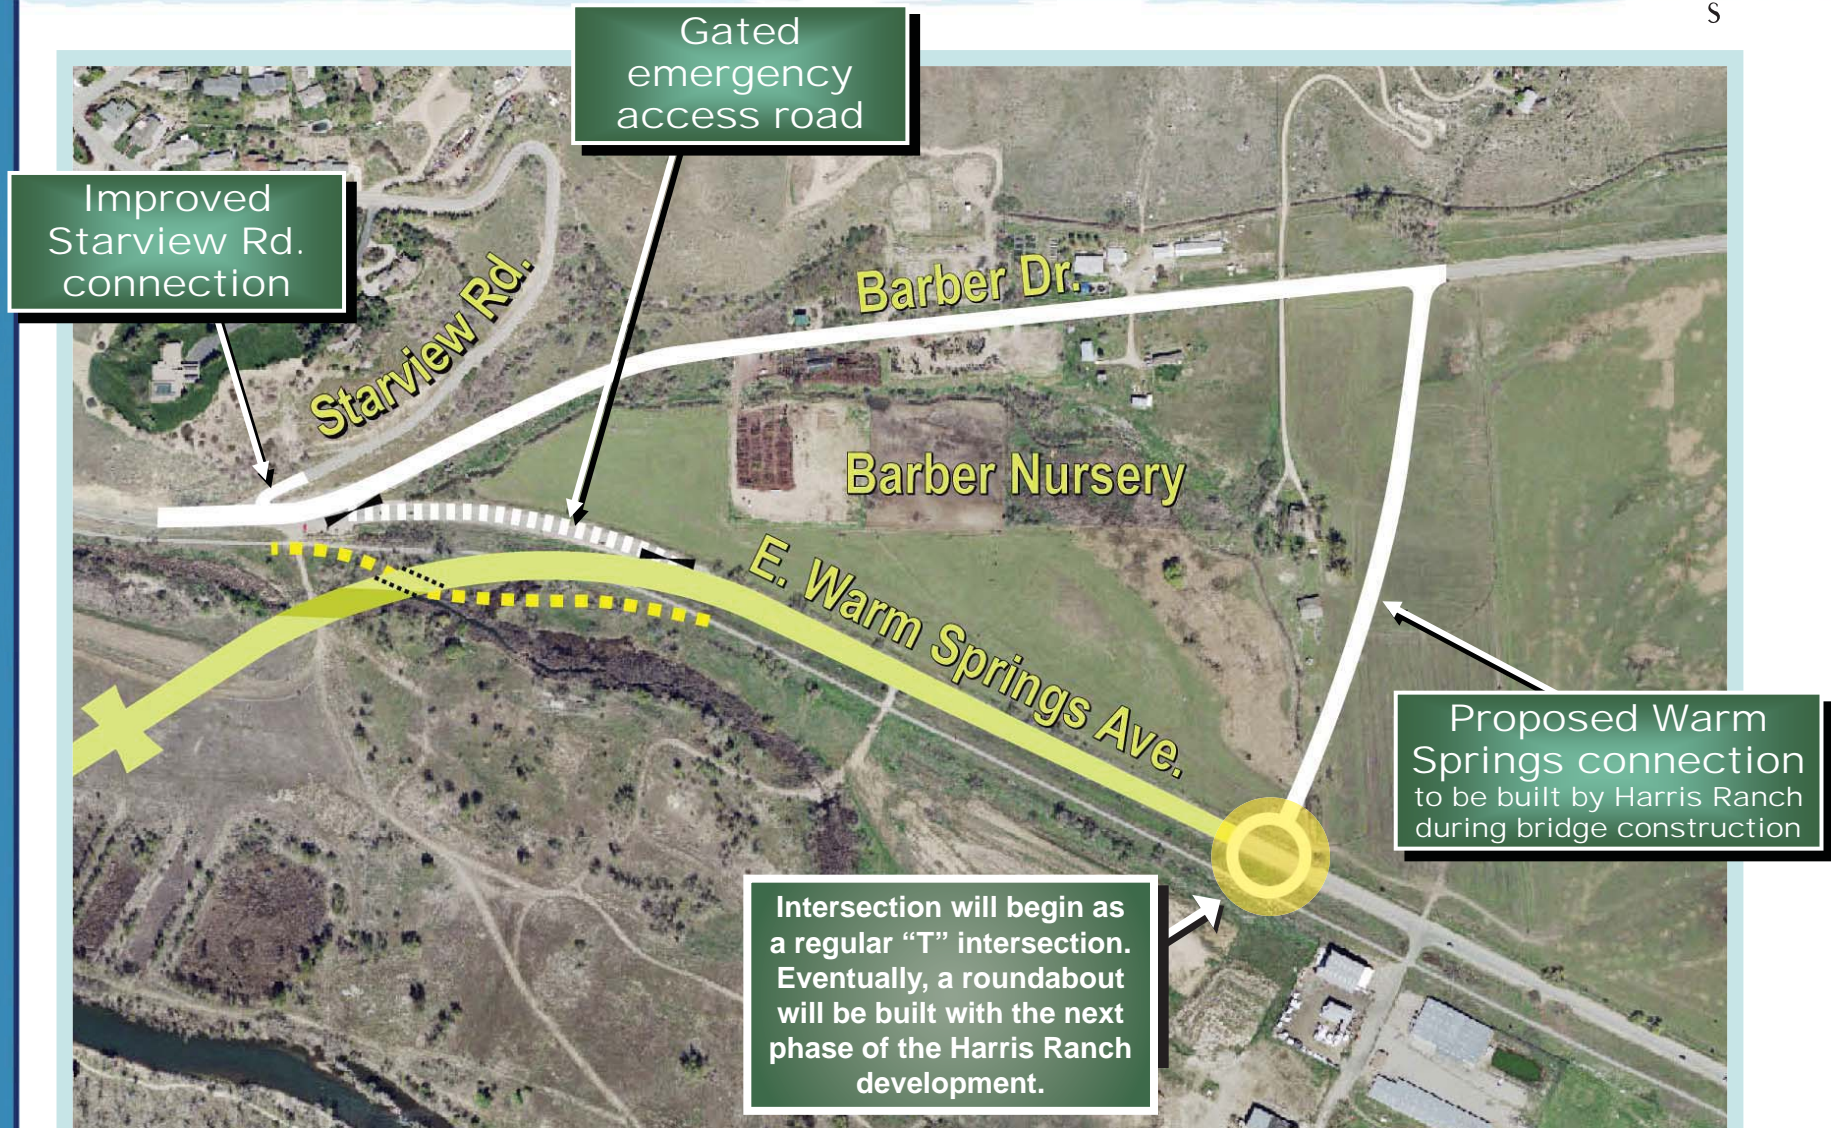 s
Gated
emergency
access road
Improved
Starview Rd.
connection
Starview Rd.
Barber Dr.
Barber Nursery
E. Warm Springs Ave.
Proposed Warm
Springs connection
to be built by Harris Ranch
during bridge construction
Intersection will begin as
a regular “T” intersection.
Eventually, a roundabout
will be built with the next
phase of the Harris Ranch
development.